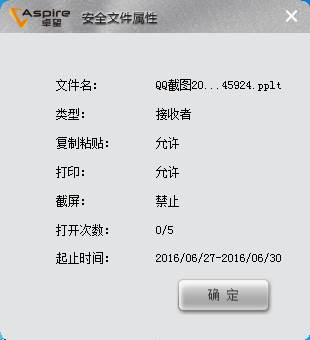 Aspire 卓望 安全文件属性
文件名: QQ截图20...45924.pplt
类型: 接收者
复制粘贴: 允许
打印: 允许
截屏: 禁止
打开次数: 0/5
起止时间: 2016/06/27-2016/06/30
确 定